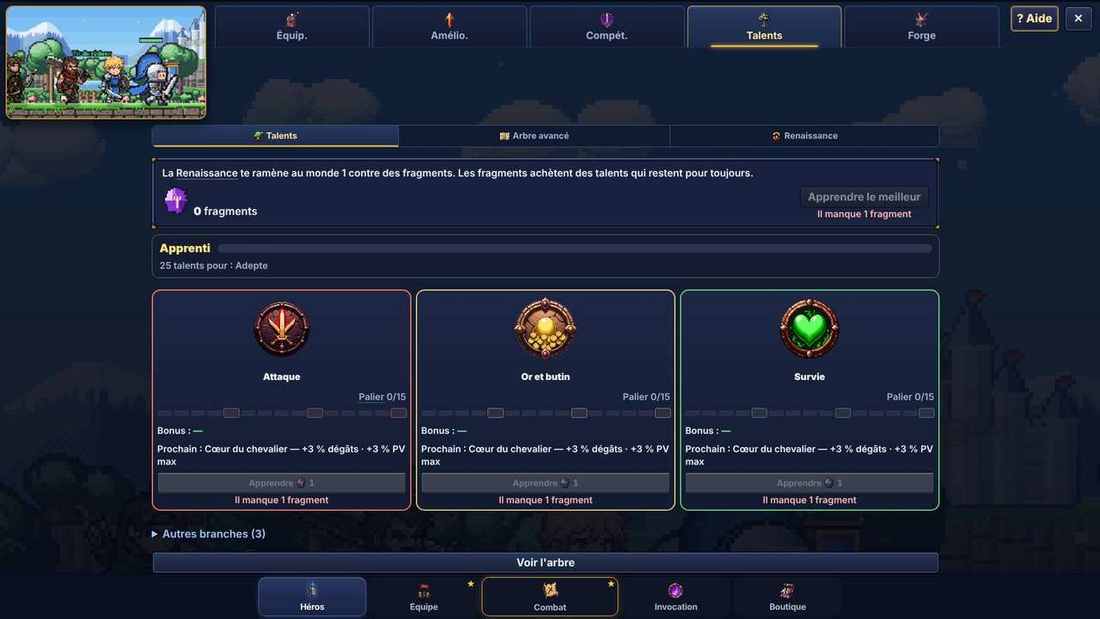 Équip.
Amélio.
Compét.
Talents
Forge
? Aide
×
Talents
Arbre avancé
Renaissance
La Renaissance te ramène au monde 1 contre des fragments. Les fragments achètent des talents qui restent pour toujours.
0 fragments
Apprendre le meilleur
Il manque 1 fragment
Apprenti
25 talents pour : Adepte
Attaque
Palier 0/15
Bonus : —
Prochain : Cœur du chevalier — +3 % dégâts · +3 % PV
max
Apprendre 1
Il manque 1 fragment
Or et butin
Palier 0/15
Bonus : —
Prochain : Cœur du chevalier — +3 % dégâts · +3 % PV
max
Apprendre 1
Il manque 1 fragment
Survie
Palier 0/15
Bonus : —
Prochain : Cœur du chevalier — +3 % dégâts · +3 % PV
max
Apprendre 1
Il manque 1 fragment
Autres branches (3)
Voir l'arbre
Héros
Équipe
Combat
Invocation
Boutique